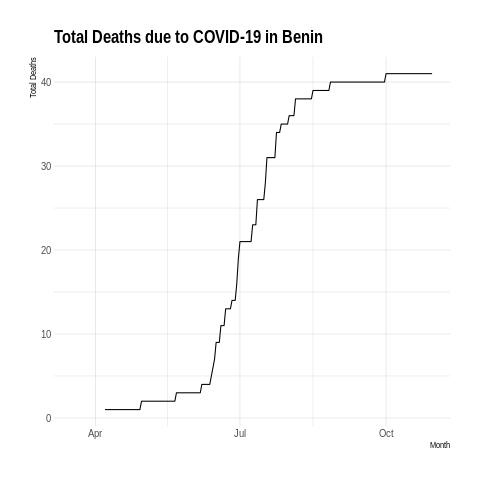 Total Deaths due to COVID-19 in Benin
Total Deaths
40
30
20
10
0
Apr
Jul
Oct
Month